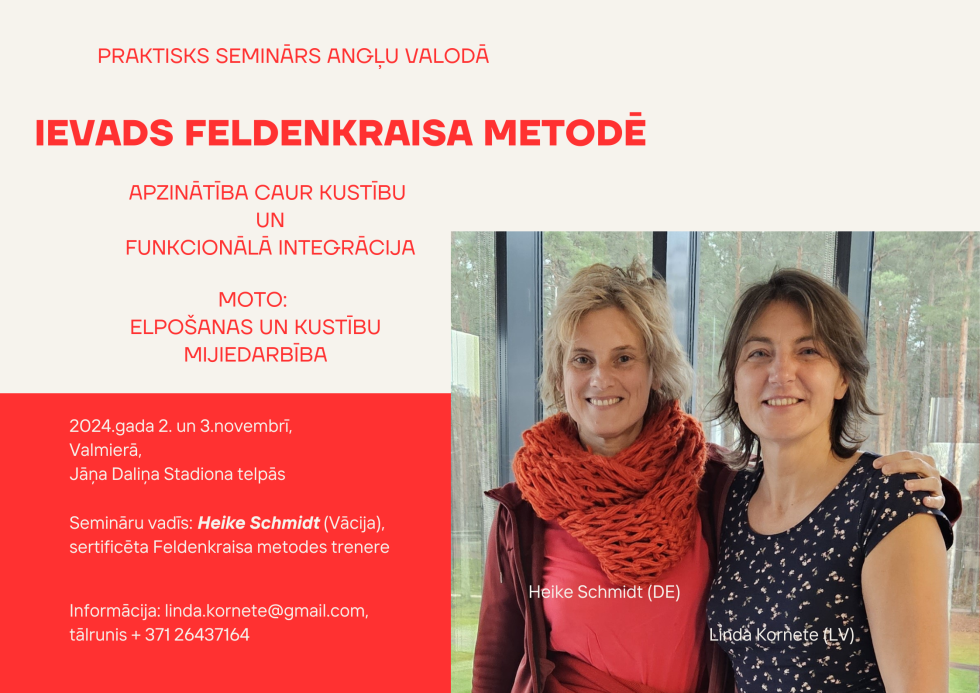 PRAKTISKS SEMINĀRS ANGĻU VALODĀ
IEVADS FELDENKRAISA METODĒ
APZINĀTĪBA CAUR KUSTĪBU
UN
FUNKCIONĀLĀ INTEGRĀCIJA
MOTO:
ELPOŠANAS UN KUSTĪBU
MIJIEDARBĪBA
2024.gada 2. un 3.novembrī,
Valmierā,
Jāņa Daliņa Stadiona telpās
Semināru vadīs: Heike Schmidt (Vācija),
sertificēta Feldenkraisa metodes trenere
Informācija: linda.kornete@gmail.com,
tālrunis + 371 26437164
Heike Schmidt (DE)
Linda Kornete (LV)